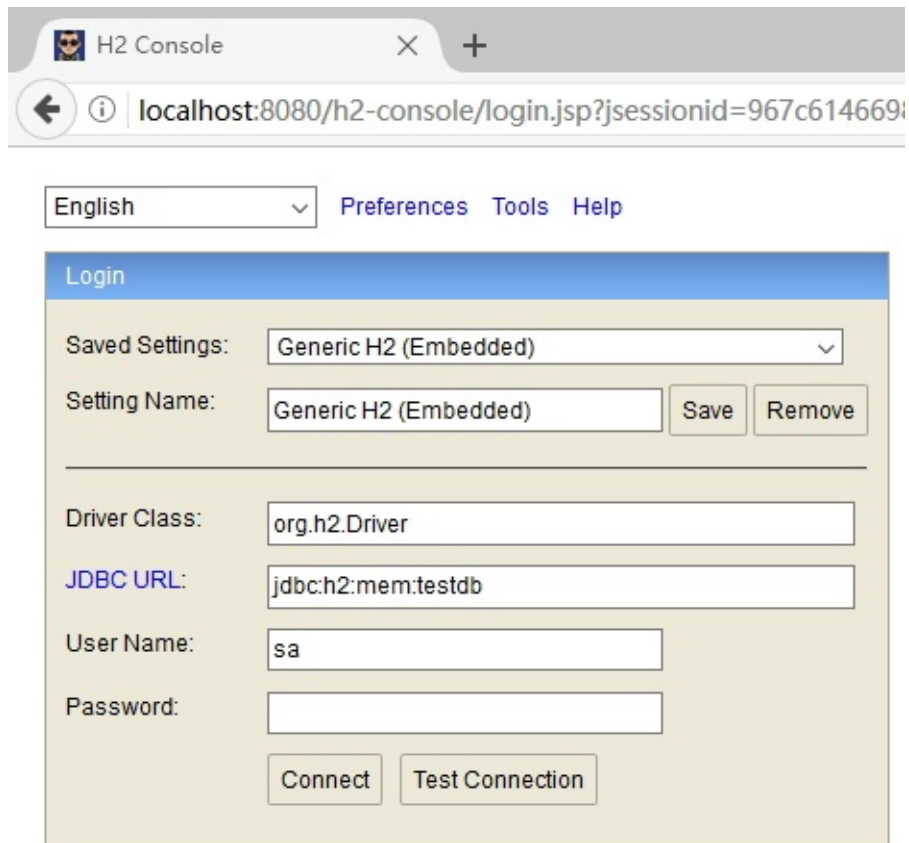 H2 Console
localhost:8080/h2-console/login.jsp?jsessionid=967c6146698
English Preferences Tools Help
Login
Saved Settings: Generic H2 (Embedded)
Setting Name: Generic H2 (Embedded) Save Remove
Driver Class: org.h2.Driver
JDBC URL: jdbc:h2:mem:testdb
User Name: sa
Password:
Connect Test Connection